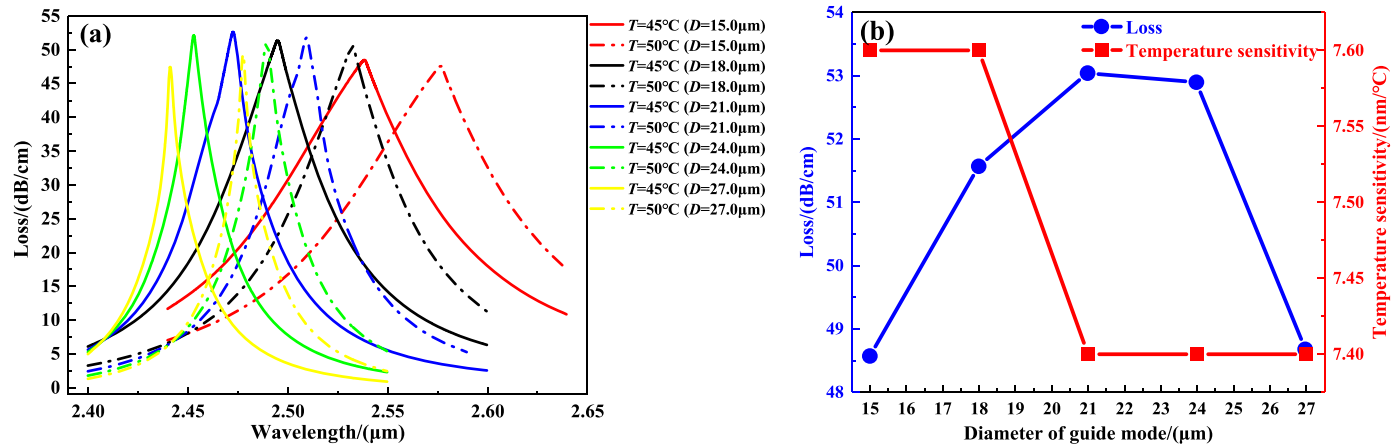 (a)
55
50
45
40
35
30
25
20
15
10
5
0
Loss/(dB/cm)
2.40
2.45
2.50
2.55
2.60
2.65
Wavelength/(μm)
T=45°C (D=15.0μm)
T=50°C (D=15.0μm)
T=45°C (D=18.0μm)
T=50°C (D=18.0μm)
T=45°C (D=21.0μm)
T=50°C (D=21.0μm)
T=45°C (D=24.0μm)
T=50°C (D=24.0μm)
T=45°C (D=27.0μm)
T=50°C (D=27.0μm)
(b)
Loss
Temperature sensitivity
54
53
52
51
50
49
48
Loss/(dB/cm)
15 16 17 18 19 20 21 22 23 24 25 26 27
Diameter of guide mode/(μm)
7.60
7.55
7.50
7.45
7.40
Temperature sensitivity/(nm/°C)